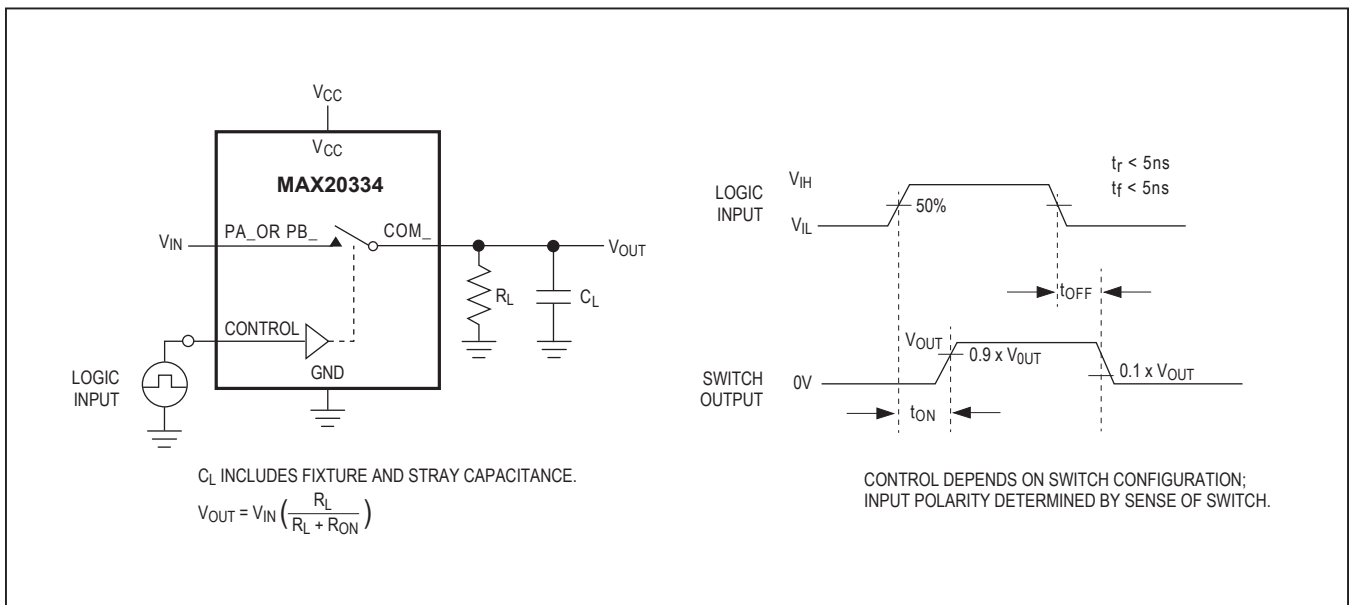 VCC
VCC
MAX20334
VIN
PA_OR PB_
COM_
VOUT
RL
CL
CONTROL
LOGIC
INPUT
GND
CL INCLUDES FIXTURE AND STRAY CAPACITANCE.
VOUT = VIN ( RL / RL + RON )
LOGIC
INPUT
VIH
VIL
50%
tr < 5ns
tf < 5ns
tOFF
SWITCH
OUTPUT
VOUT
0V
0.9 x V0UT
0.1 x VOUT
tON
CONTROL DEPENDS ON SWITCH CONFIGURATION;
INPUT POLARITY DETERMINED BY SENSE OF SWITCH.